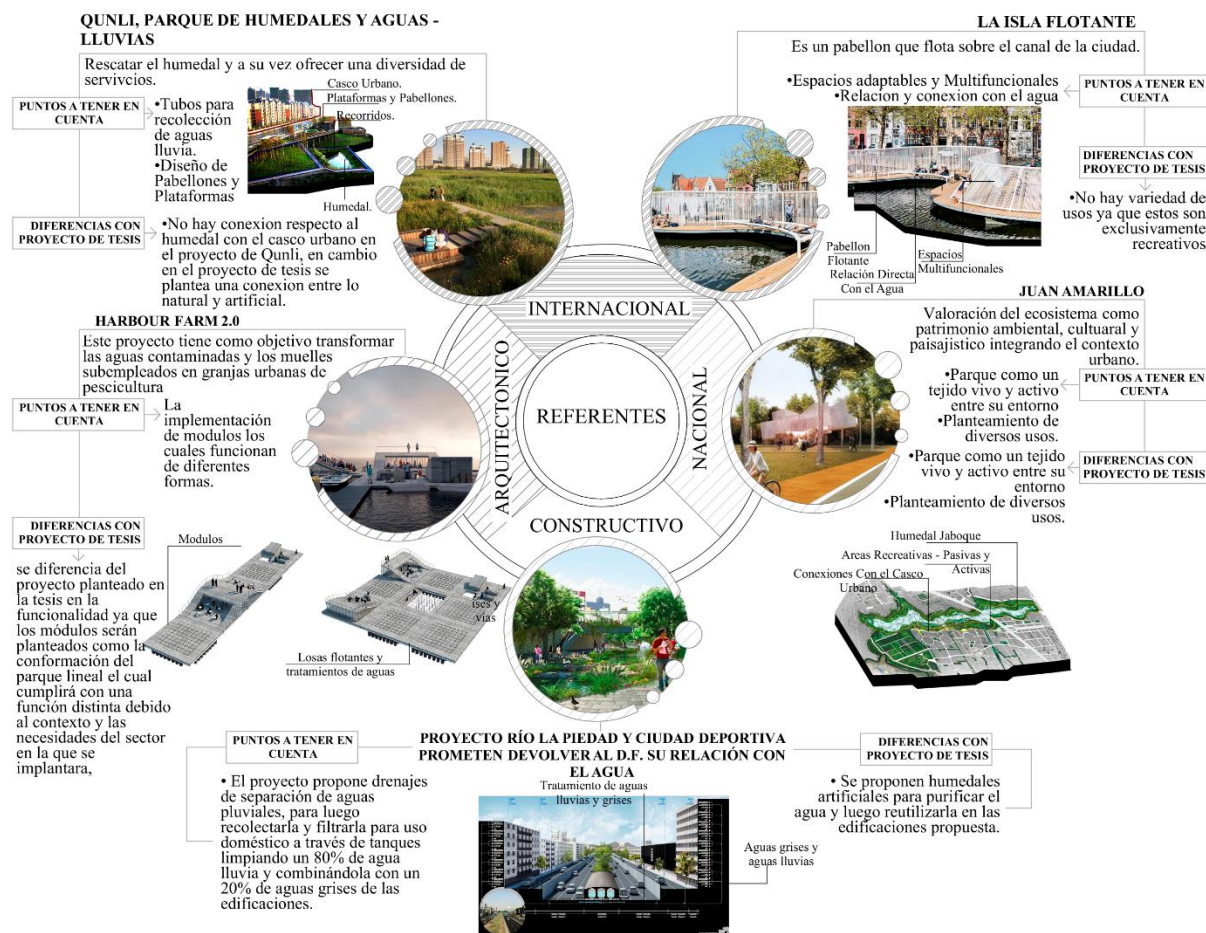 QUNLI, PARQUE DE HUMEDALES Y AGUAS -
LLUVIAS
Rescatar el humedal y a su vez ofrecer una diversidad de
servivcios.
PUNTOS A TENER EN
CUENTA
•Tubos para
recolección de
aguas
lluvia.
•Diseño de
Pabellones y
Plataformas
Casco Urbano.
Plataformas y Pabellones.
Recorridos.
Humedal.
DIFERENCIAS CON
PROYECTO DE TESIS
•No hay conexion respecto al
humedal con el casco urbano en
el proyecto de Qunli, en cambio
en el proyecto de tesis se
plantea una conexion entre lo
natural y artificial.
LA ISLA FLOTANTE
Es un pabellon que flota sobre el canal de la ciudad.
•Espacios adaptables y Multifuncionales
•Relacion y conexion con el agua
PUNTOS A TENER EN
CUENTA
DIFERENCIAS CON
PROYECTO DE TESIS
•No hay variedad de
usos ya que estos son
exclusivamente
recreativos
Pabellon
Flotante
Relación Directa
Con el Agua
Espacios
Multifuncionales
INTERNACIONAL
ARQUITECTONICO
REFERENTES
NACIONAL
CONSTRUCTIVO
HARBOUR FARM 2.0
Este proyecto tiene como objetivo transformar
las aguas contaminadas y los muelles
subemplcados en granjas urbanas de
pescicultura
PUNTOS A TENER EN
CUENTA
La
implementación
de modulos los
cuales funcionan
de diferentes
formas.
DIFERENCIAS CON
PROYECTO DE TESIS
se diferencia del
proyecto planteado en
la tesis en la
funcionalidad ya que
los módulos serán
planteados como la
conformación del
parque lineal el cual
cumplirá con una
función distinta debido
al contexto y las
necesidades del sector
en la que se
implantara,
Modulos
ises y
vias
Losas flotantes y
tratamientos de aguas
JUAN AMARILLO
Valoración del ecosistema como
patrimonio ambiental, cultuaral y
paisajistico integrando el contexto
urbano.
•Parque como un
tejido vivo y activo
entre su entorno
•Planteamiento de
diversos usos.
PUNTOS A TENER EN
CUENTA
•Parque como un tejido
vivo y activo entre su
entorno
•Planteamiento de diversos
usos.
DIFERENCIAS CON
PROYECTO DE TESIS
Humedal Jaboque
Areas Recreativas - Pasivas y
Activas
Conexiones Con el Casco
Urbano
PROYECTO RÍO LA PIEDAD Y CIUDAD DEPORTIVA
PROMETEN DEVOLVER AL D.F. SU RELACIÓN CON
EL AGUA
PUNTOS A TENER EN
CUENTA
• El proyecto propone drenajes
de separación de aguas
pluviales, para luego
recolectarla y filtrarla para uso
doméstico a través de tanques
limpiando un 80% de agua
lluvia y combinándola con un
20% de aguas grises de las
edificaciones.
Tratamiento de aguas
lluvias y grises
Aguas grises y
aguas lluvias
DIFERENCIAS CON
PROYECTO DE TESIS
• Se proponen humedales
artificiales para purificar el
agua y luego reutilizarla en las
edificaciones propuesta.